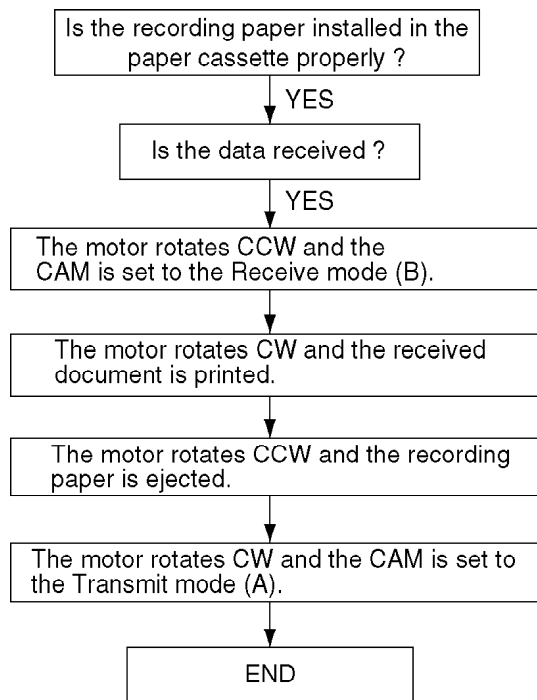 Is the recording paper installed in the
paper cassette properly ?
YES
Is the data received ?
YES
The motor rotates CCW and the
CAM is set to the Receive mode (B).
The motor rotates CW and the received
document is printed.
The motor rotates CCW and the recording
paper is ejected.
The motor rotates CW and the CAM is set to
the Transmit mode (A).
END